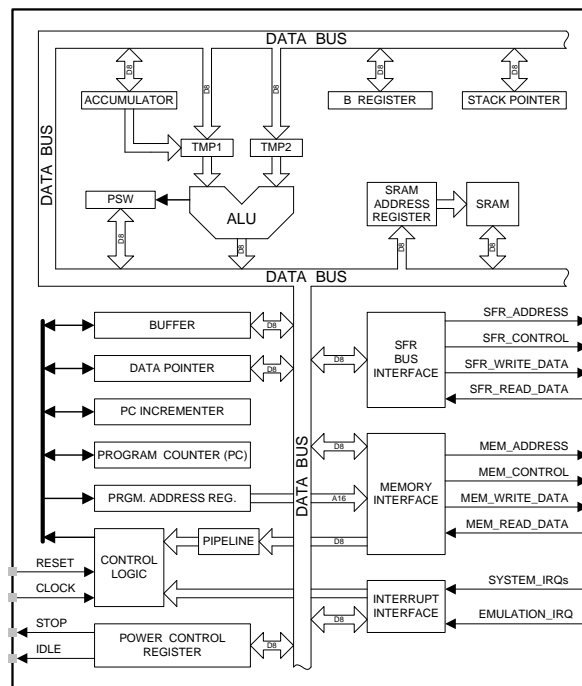 DATA BUS
D8
D8
D8
D8
D8
ACCUMULATOR
B REGISTER
STACK POINTER
DATA BUS
TMP1
TMP2
PSW
ALU
SRAM
ADDRESS
REGISTER
SRAM
D8
D8
D8
D8
DATA BUS
BUFFER
D8
DATA POINTER
D8
PC INCREMENTER
PROGRAM COUNTER (PC)
PRGM. ADDRESS REG.
A16
CONTROL
LOGIC
PIPELINE
D8
POWER CONTROL
REGISTER
D8
DATA BUS
D8
SFR
BUS
INTERFACE
SFR_ADDRESS
SFR_CONTROL
SFR_WRITE_DATA
SFR_READ_DATA
D8
MEMORY
INTERFACE
MEM_ADDRESS
MEM_CONTROL
MEM_WRITE_DATA
MEM_READ_DATA
INTERRUPT
INTERFACE
D8
SYSTEM_IRQs
EMULATION_IRQ
RESET
CLOCK
STOP
IDLE